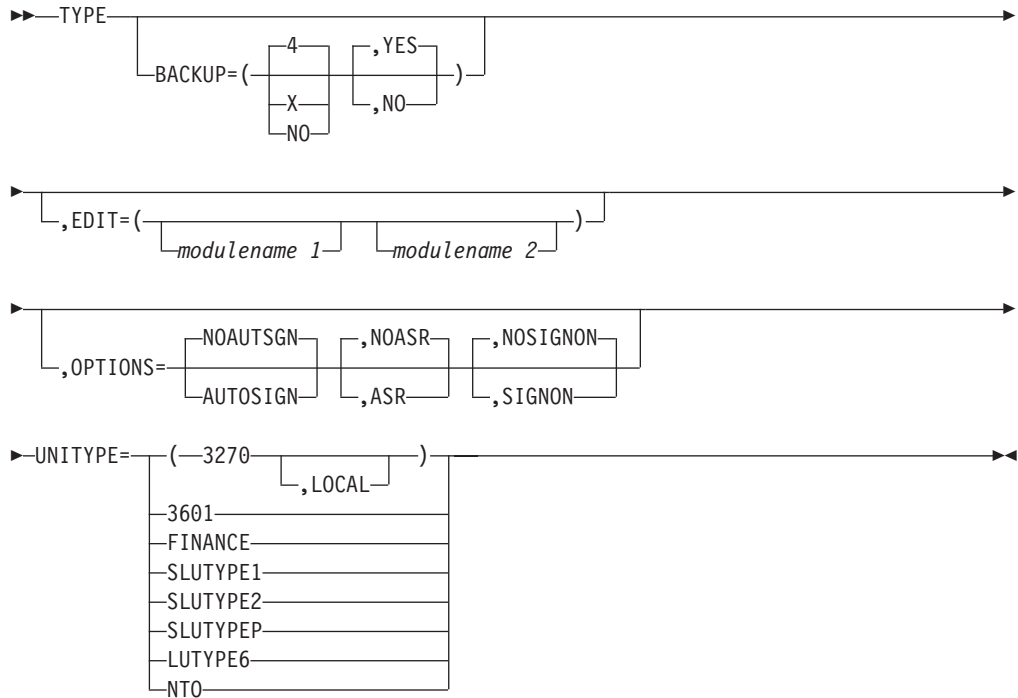 TYPE
4 ,YES
BACKUP=( )
X ,NO
NO
,EDIT=( )
modulename 1 modulename 2
NOAUTSGN ,NOASR ,NOSIGNON
,OPTIONS=
AUTOSIGN ,ASR ,SIGNON
UNITYPE= ( 3270 )
,LOCAL
3601
FINANCE
SLUTYPE1
SLUTYPE2
SLUTYPEP
LUTYPE6
NTO